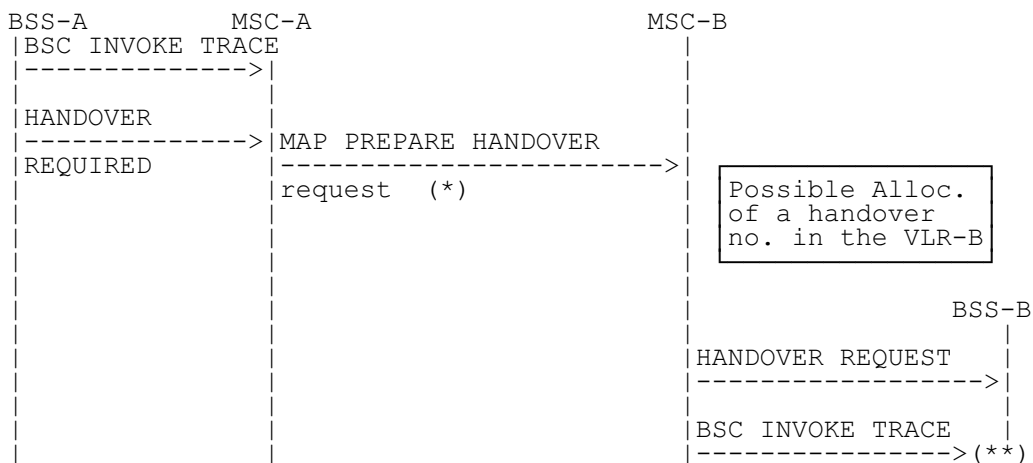 BSS-A MSC-A MSC-B
BSC INVOKE TRACE
HANDOVER
MAP PREPARE HANDOVER
REQUIRED
request (*)
Possible Alloc.
of a handover
no. in the VLR-B
BSS-B
HANDOVER REQUEST
BSC INVOKE TRACE
(**)